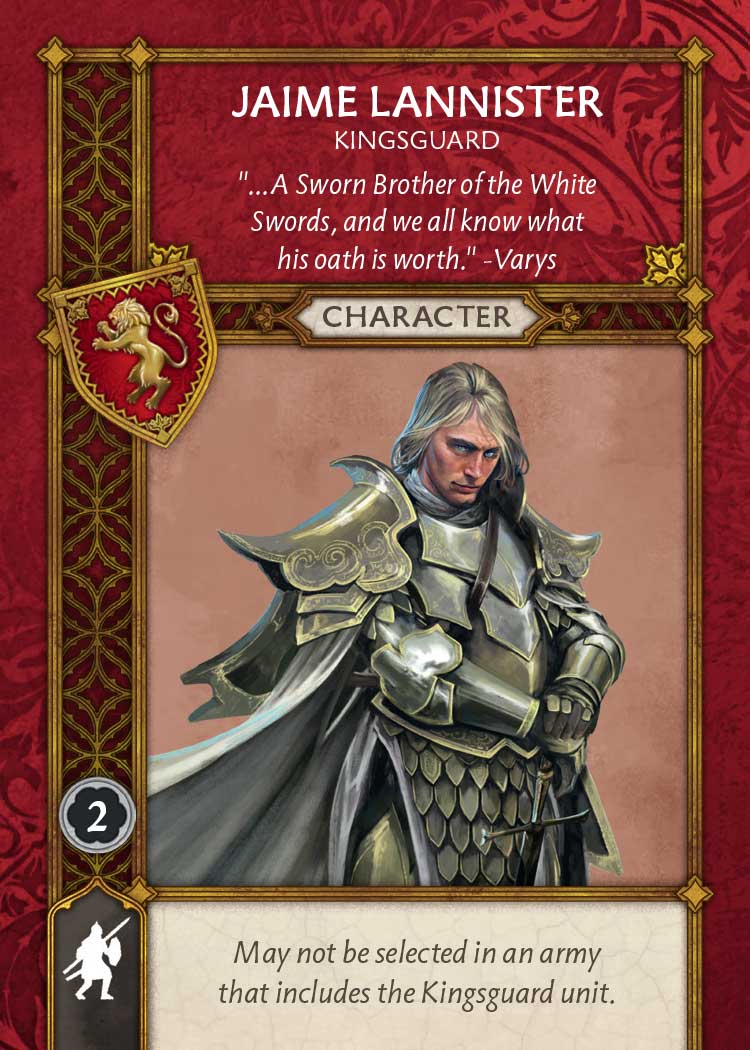 JAIME LANNISTER
KINGSGUARD
"...A Sworn Brother of the White
Swords, and we all know what
his oath is worth." -Varys
CHARACTER
2
May not be selected in an army
that includes the Kingsguard unit.